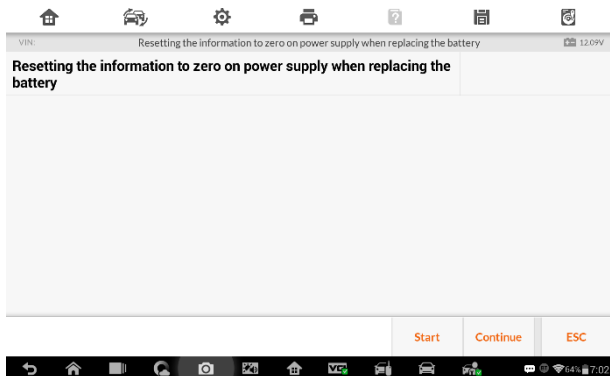 VIN:
Resetting the information to zero on power supply when replacing the battery
12.09V
Resetting the information to zero on power supply when replacing the
battery
Start
Continue
ESC
64%
7:02